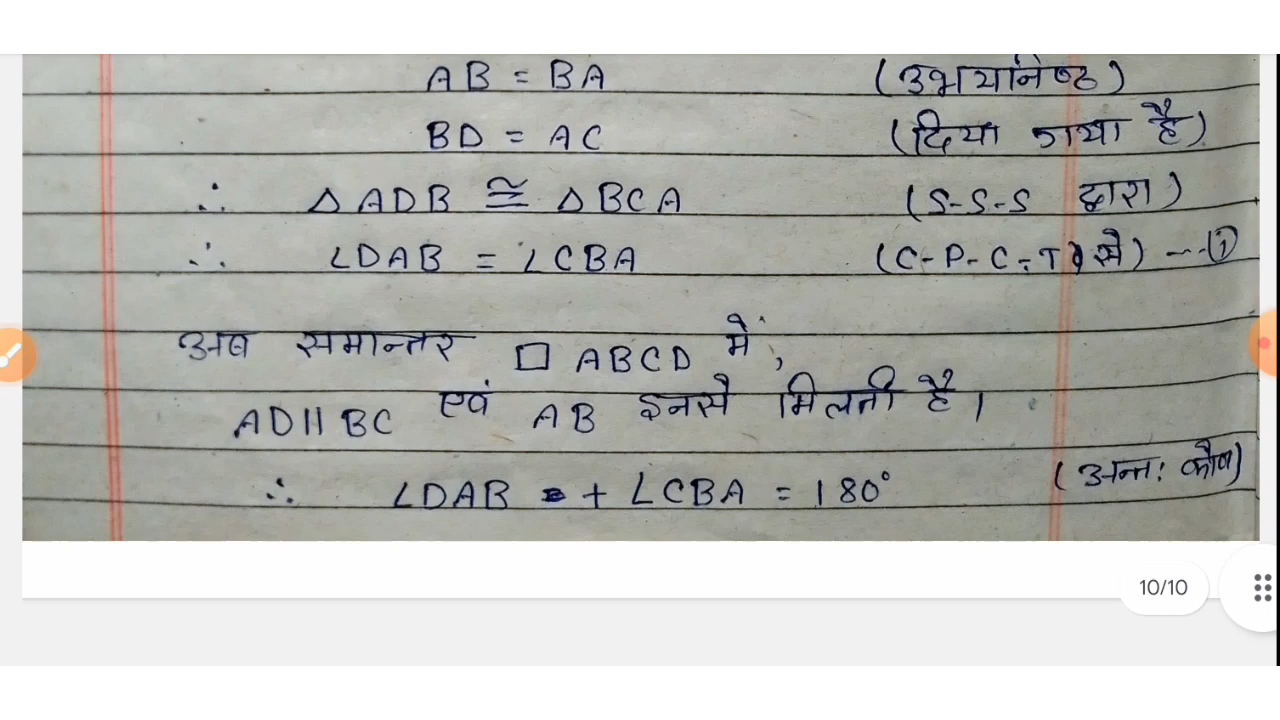 AB = BA (उभयनिष्ठ)
BD = AC (दिया गया है)
∴ △ADB ≅ △BCA (S-S-S द्वारा)
∴ ∠DAB = ∠CBA (C-P-C-T से) ---①
अब समान्तर □ ABCD में,
AD॥BC एवं AB इनसे मिलती है।
∴ ∠DAB + ∠CBA = 180° (अन्त: कोण)
10/10